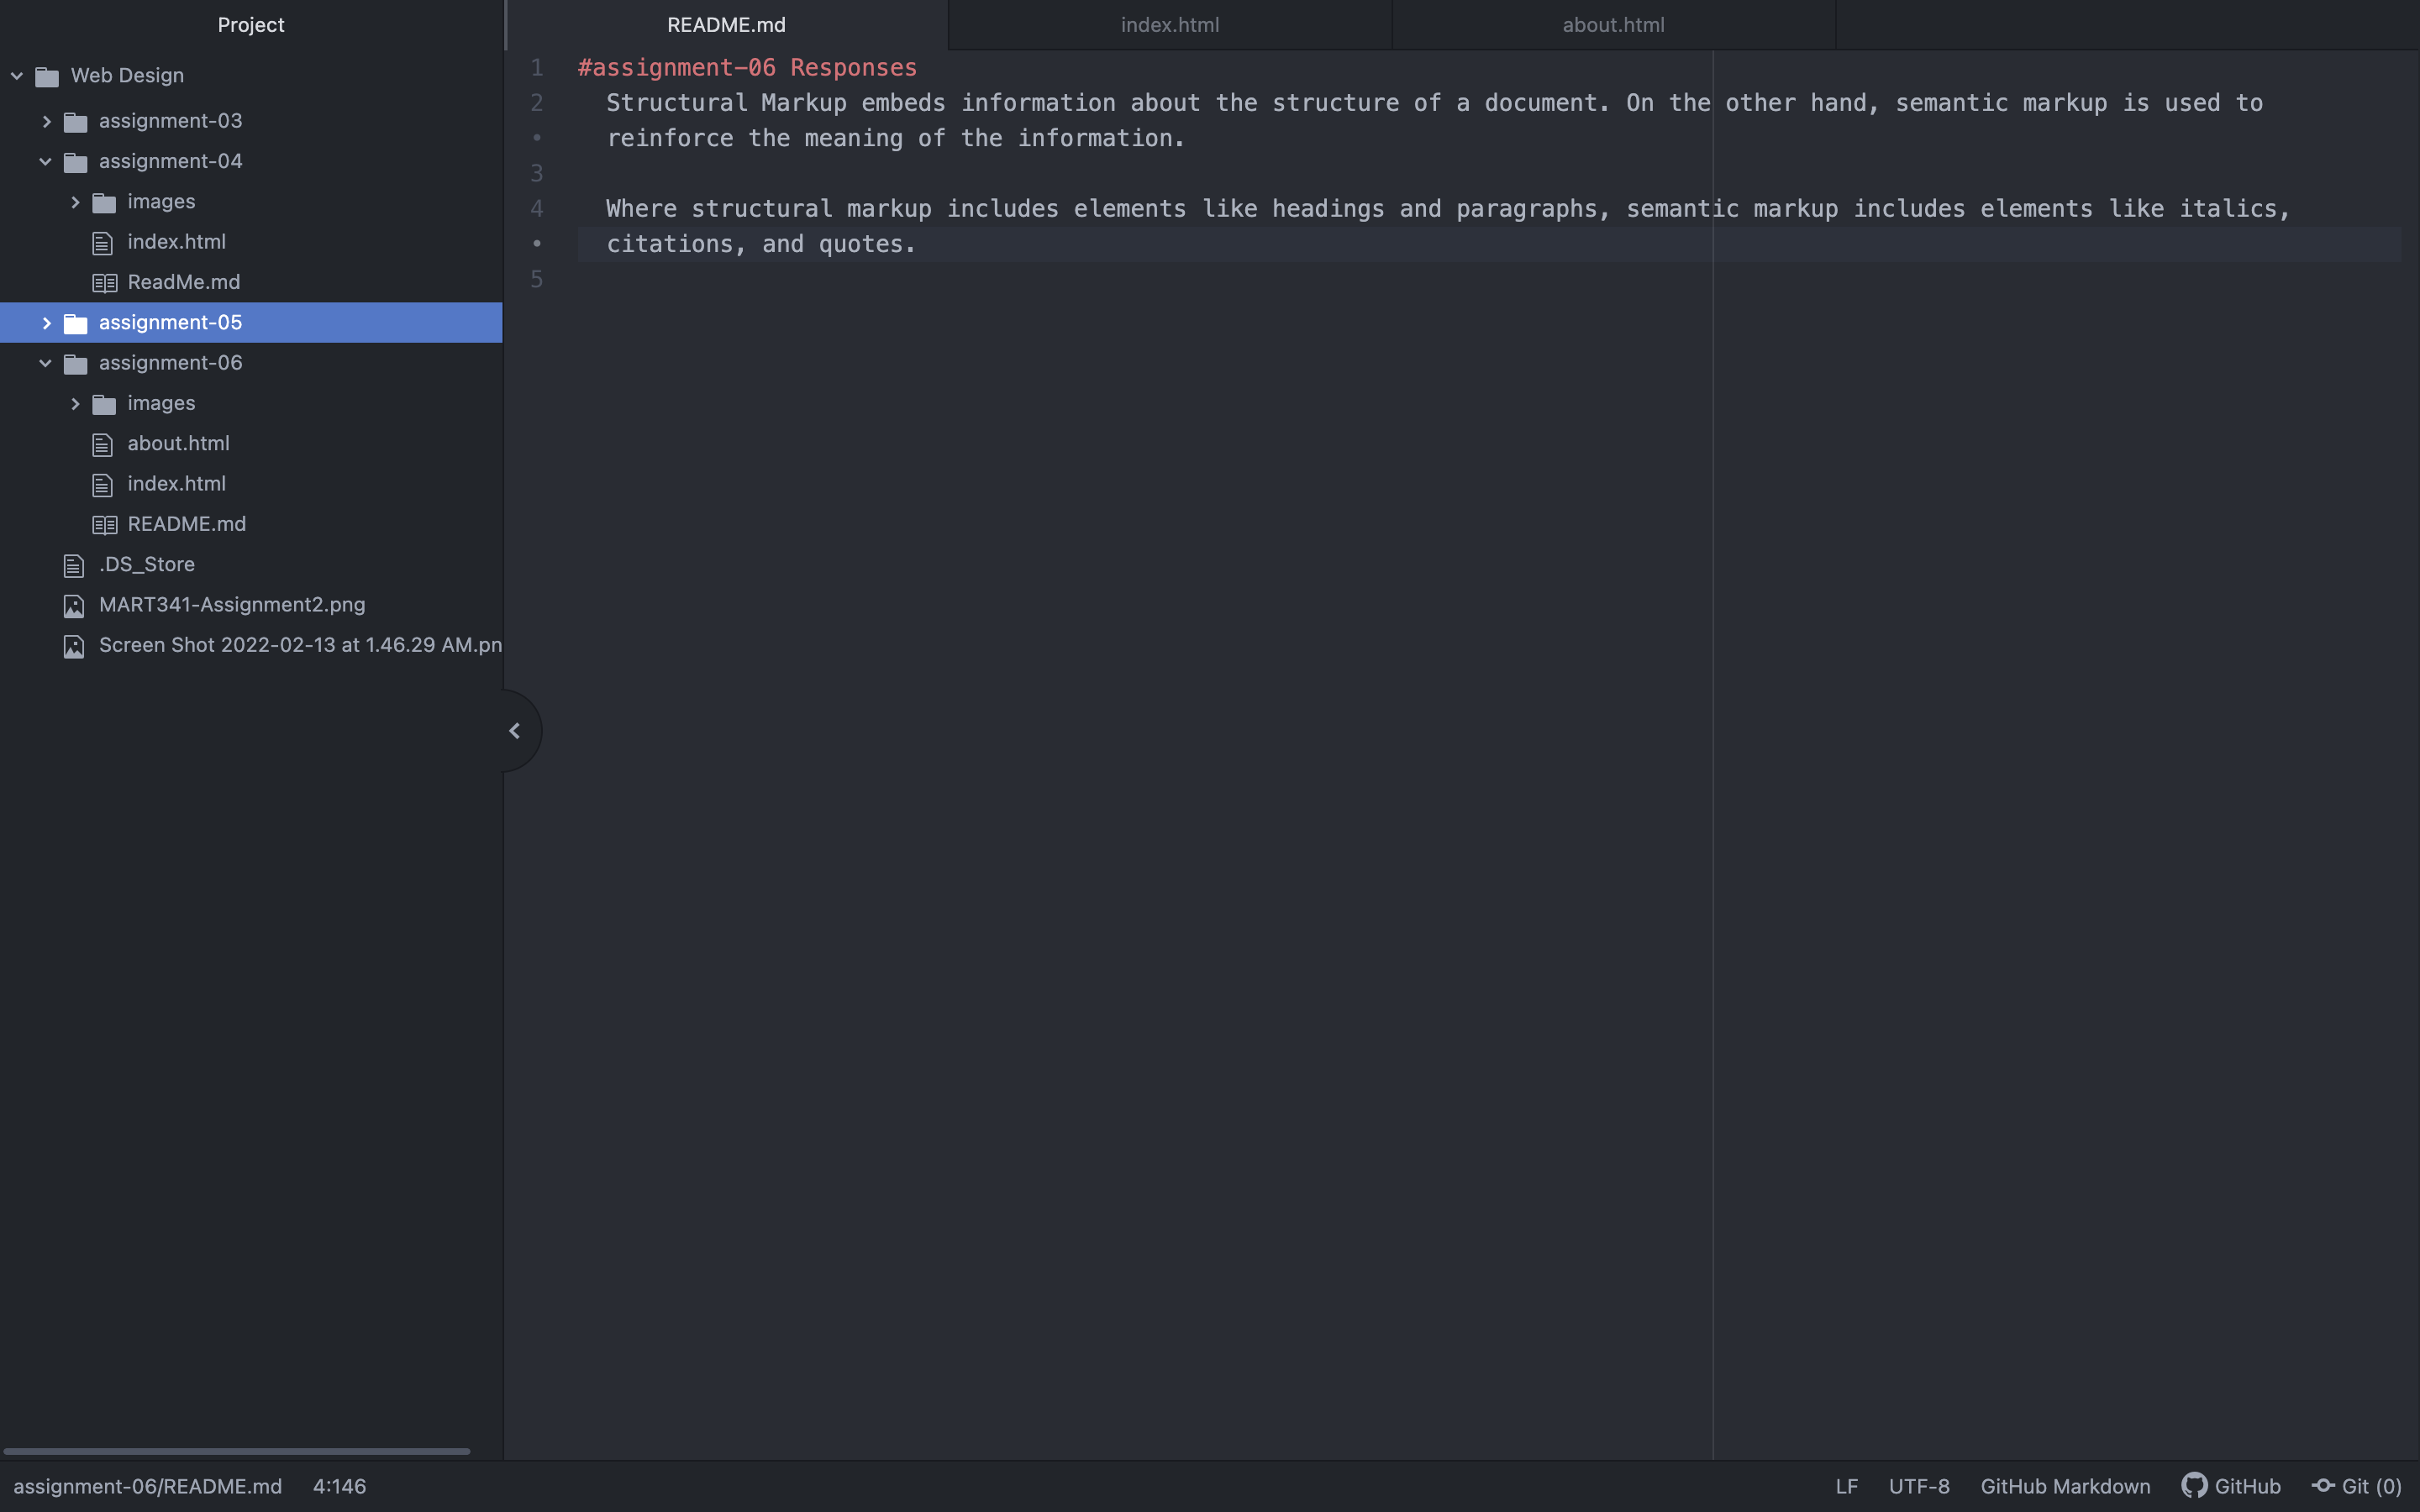 Project
Web Design
assignment-03
assignment-04
images
index.html
ReadMe.md
assignment-05
assignment-06
images
about.html
index.html
README.md
.DS_Store
MART341-Assignment2.png
Screen Shot 2022-02-13 at 1.46.29 AM.pn
README.md
index.html
about.html
1 #assignment-06 Responses
2 Structural Markup embeds information about the structure of a document. On the other hand, semantic markup is used to
• reinforce the meaning of the information.
3
4 Where structural markup includes elements like headings and paragraphs, semantic markup includes elements like italics,
• citations, and quotes.
5
assignment-06/README.md 4:146
LF UTF-8 GitHub Markdown GitHub Git (0)